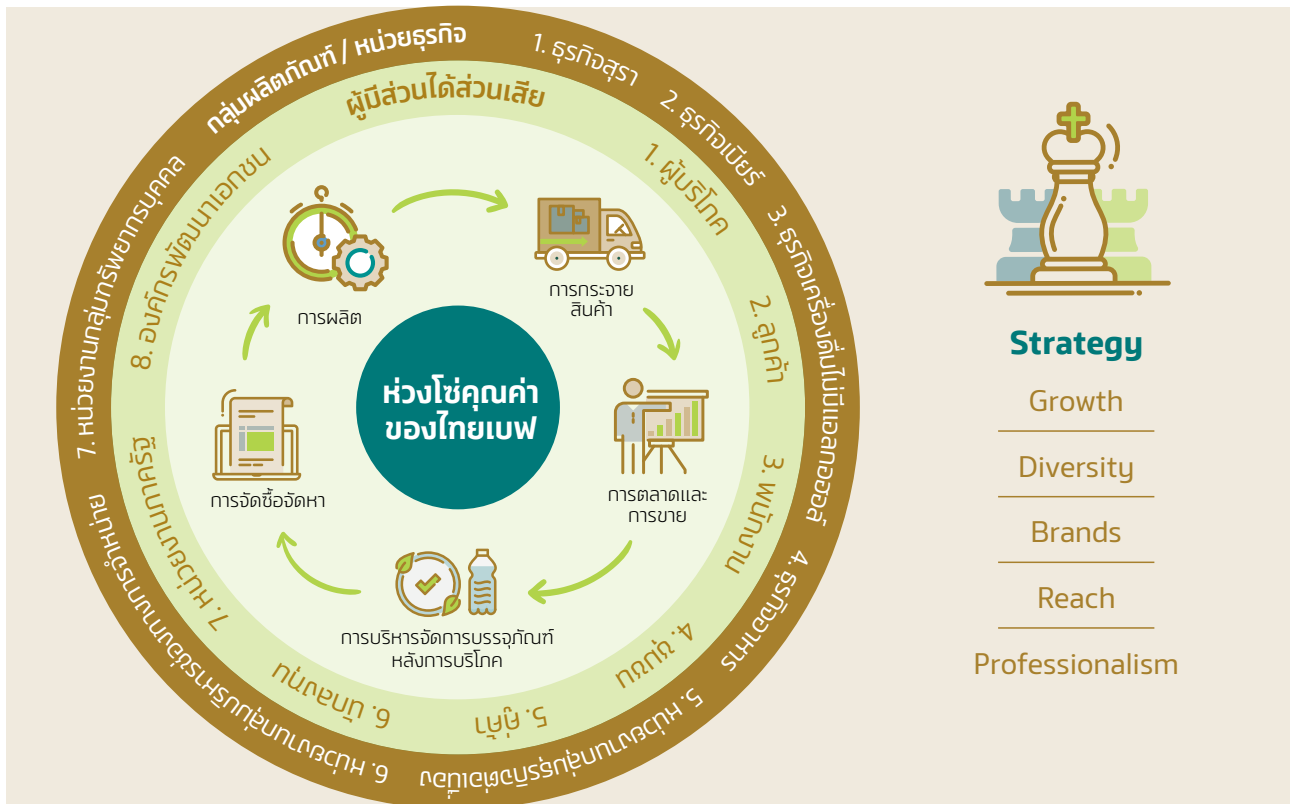 กลุ่มผลิตภัณฑ์ / หน่วยธุรกิจ
1. ธุรกิจสุรา
2. ธุรกิจเบียร์
3. ธุรกิจเครื่องดื่มไม่มีแอลกอฮอล์
4. ธุรกิจอาหาร
5. หน่วยงานกลุ่มธุรกิจต่อเนื่อง
6. หน่วยงานกลุ่มบริหารช่องทางการจำหน่าย
7. หน่วยงานกลุ่มทรัพยากรบุคคล
ผู้มีส่วนได้ส่วนเสีย
1. ผู้บริโภค
2. ลูกค้า
3. พนักงาน
4. ชุมชน
5. คู่ค้า
6. นักลงทุน
7. หน่วยงานภาครัฐ
8. องค์กรพัฒนาเอกชน
การผลิต
การกระจาย
สินค้า
การตลาดและ
การขาย
การบริหารจัดการบรรจุภัณฑ์
หลังการบริโภค
การจัดซื้อจัดหา
ห่วงโซ่คุณค่า
ของไทยเบฟ
Strategy
Growth
Diversity
Brands
Reach
Professionalism